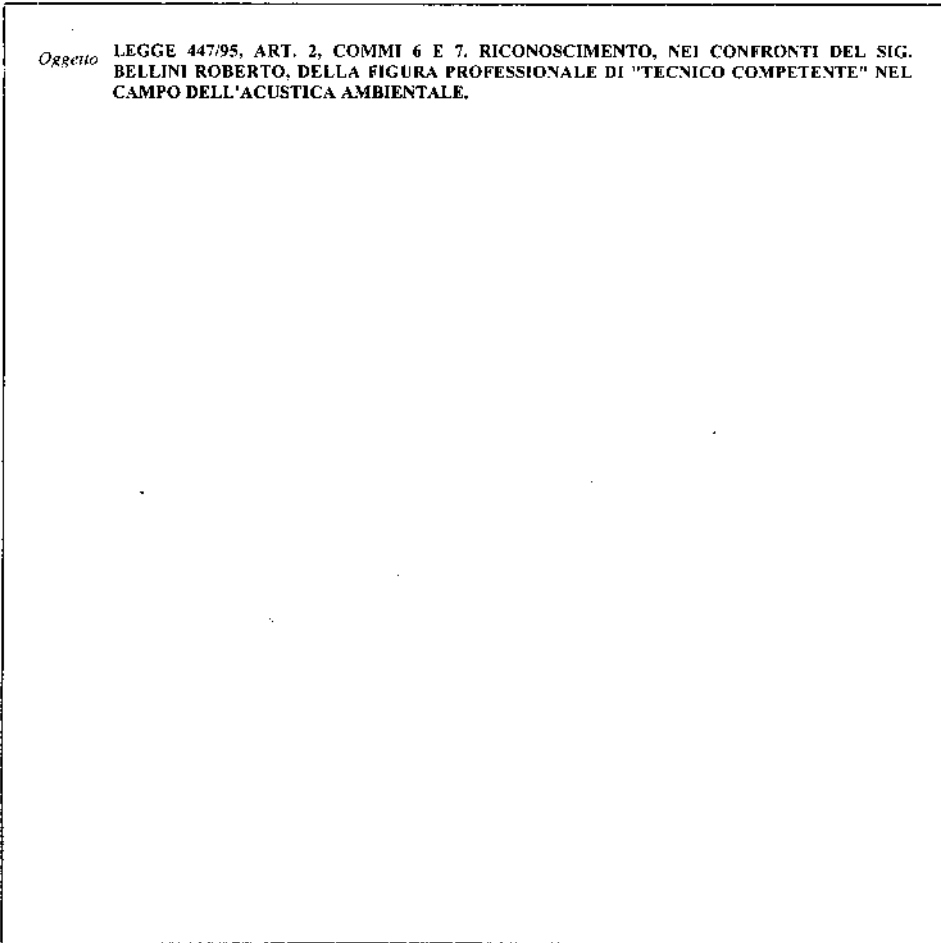 Oggetto LEGGE 447/95, ART. 2, COMMI 6 E 7. RICONOSCIMENTO, NEI CONFRONTI DEL SIG.
BELLINI ROBERTO, DELLA FIGURA PROFESSIONALE DI "TECNICO COMPETENTE" NEL
CAMPO DELL'ACUSTICA AMBIENTALE.